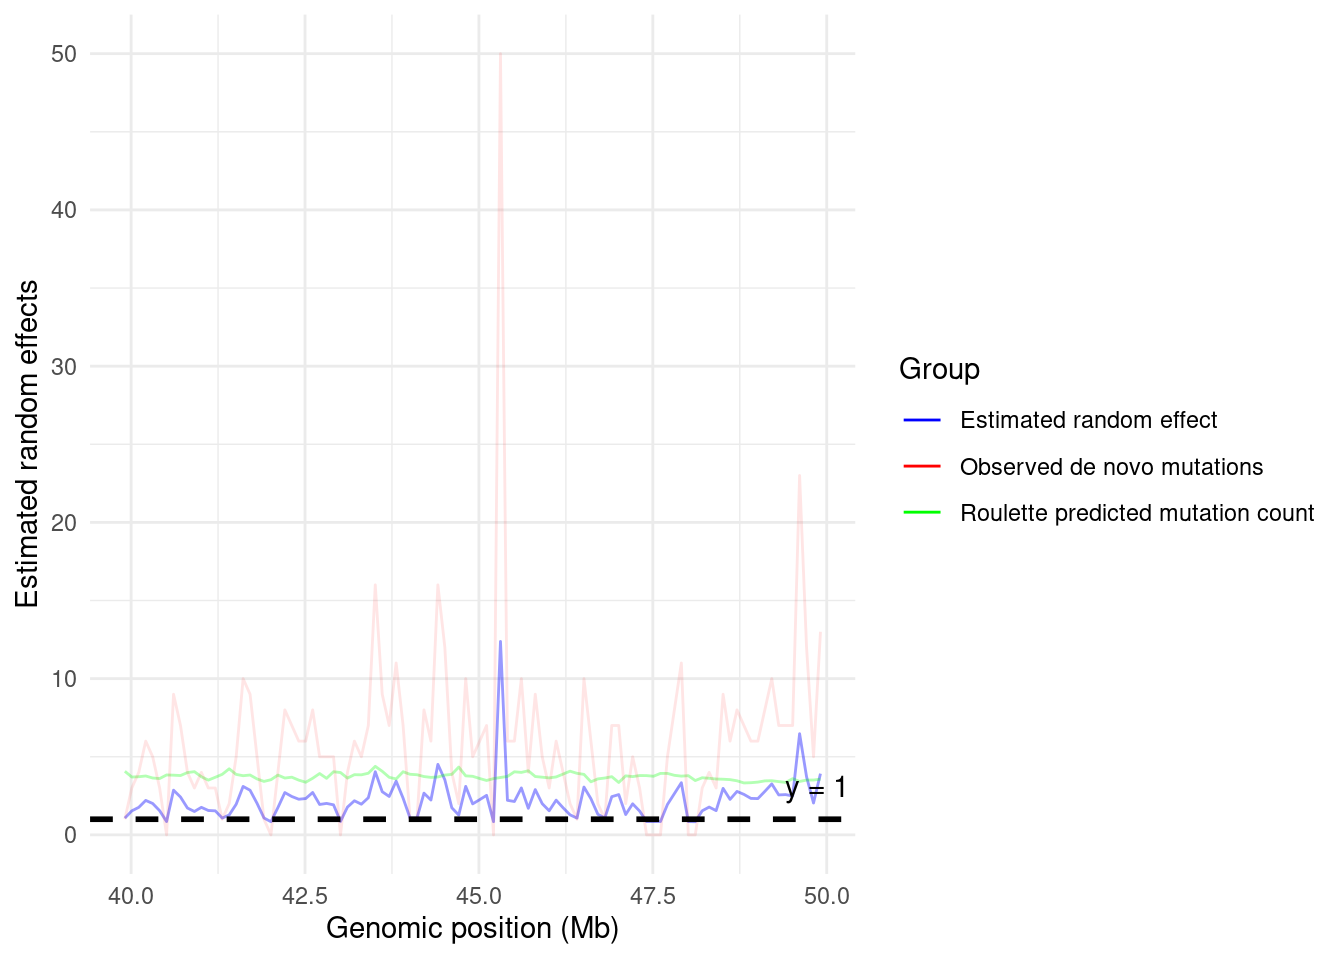 50
40
30
20
10
0
Estimated random effects
40.0 42.5 45.0 47.5 50.0
Genomic position (Mb)
y = 1
Group
Estimated random effect
Observed de novo mutations
Roulette predicted mutation count